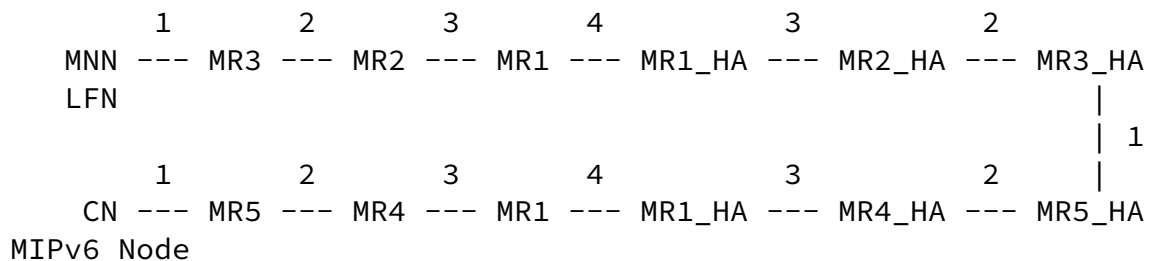 1 2 3 4 3 2
MNN --- MR3 --- MR2 --- MR1 --- MR1_HA --- MR2_HA --- MR3_HA
LFN |
| 1
1 2 3 4 3 2 |
CN --- MR5 --- MR4 --- MR1 --- MR1_HA --- MR4_HA --- MR5_HA
MIPv6 Node